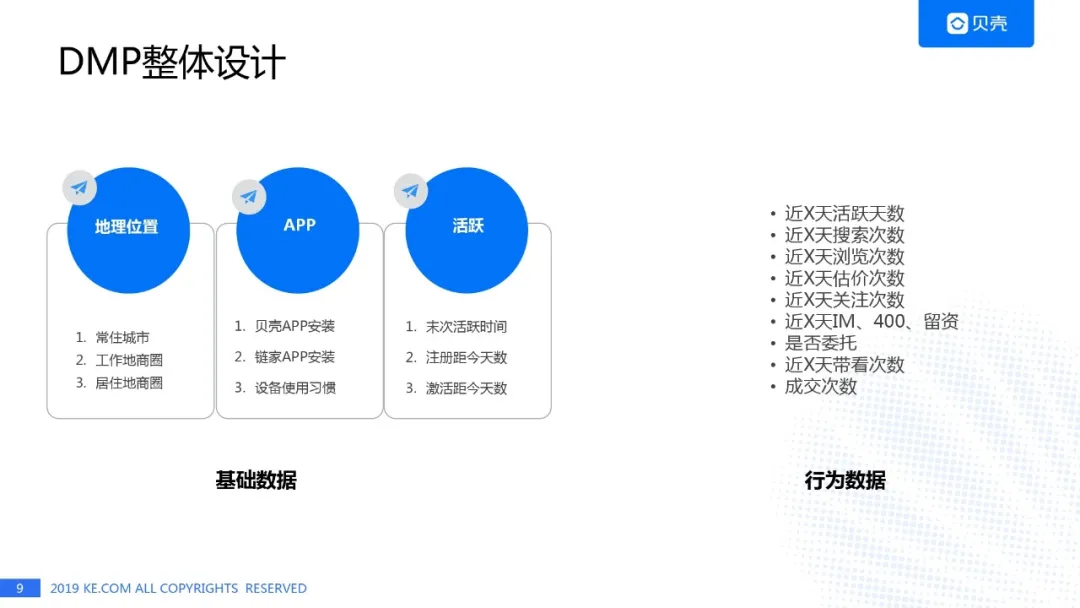 贝壳
DMP整体设计
地理位置
1. 常住城市
2. 工作地商圈
3. 居住地商圈
APP
1. 贝壳APP安装
2. 链家APP安装
3. 设备使用习惯
活跃
1. 末次活跃时间
2. 注册距今天数
3. 激活距今天数
基础数据
• 近X天活跃天数
• 近X天搜索次数
• 近X天浏览次数
• 近X天估价次数
• 近X天关注次数
• 近X天IM、400、留资
• 是否委托
• 近X天带看次数
• 成交次数
行为数据
9
2019 KE.COM ALL COPYRIGHTS RESERVED